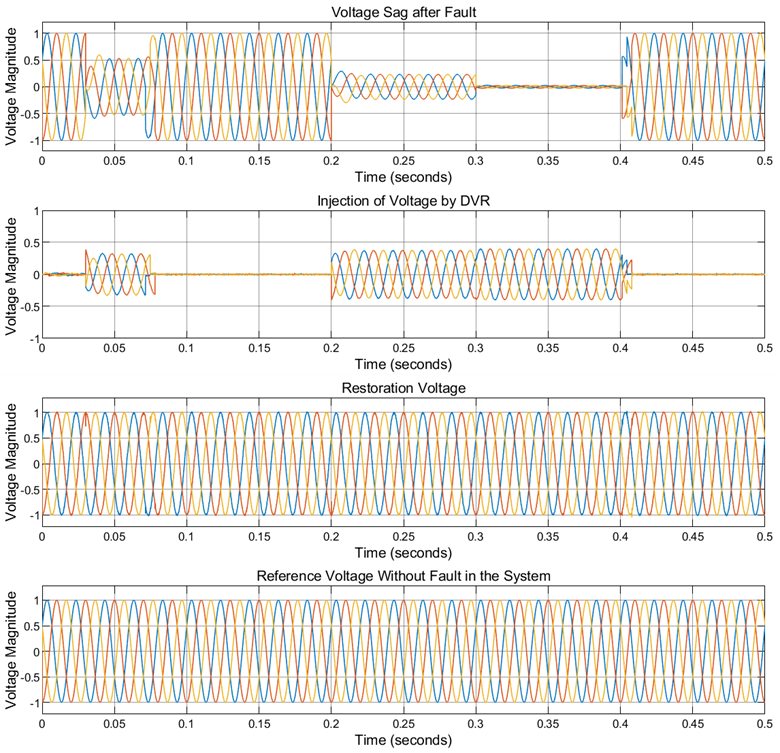 Voltage Sag after Fault
Voltage Magnitude
1
0.5
0
-0.5
-1
0 0.05 0.1 0.15 0.2 0.25 0.3 0.35 0.4 0.45 0.5
Time (seconds)
Injection of Voltage by DVR
Voltage Magnitude
1
0.5
0
-0.5
-1
0 0.05 0.1 0.15 0.2 0.25 0.3 0.35 0.4 0.45 0.5
Time (seconds)
Restoration Voltage
Voltage Magnitude
1
0.5
0
-0.5
-1
0 0.05 0.1 0.15 0.2 0.25 0.3 0.35 0.4 0.45 0.5
Time (seconds)
Reference Voltage Without Fault in the System
Voltage Magnitude
1
0.5
0
-0.5
-1
0 0.05 0.1 0.15 0.2 0.25 0.3 0.35 0.4 0.45 0.5
Time (seconds)